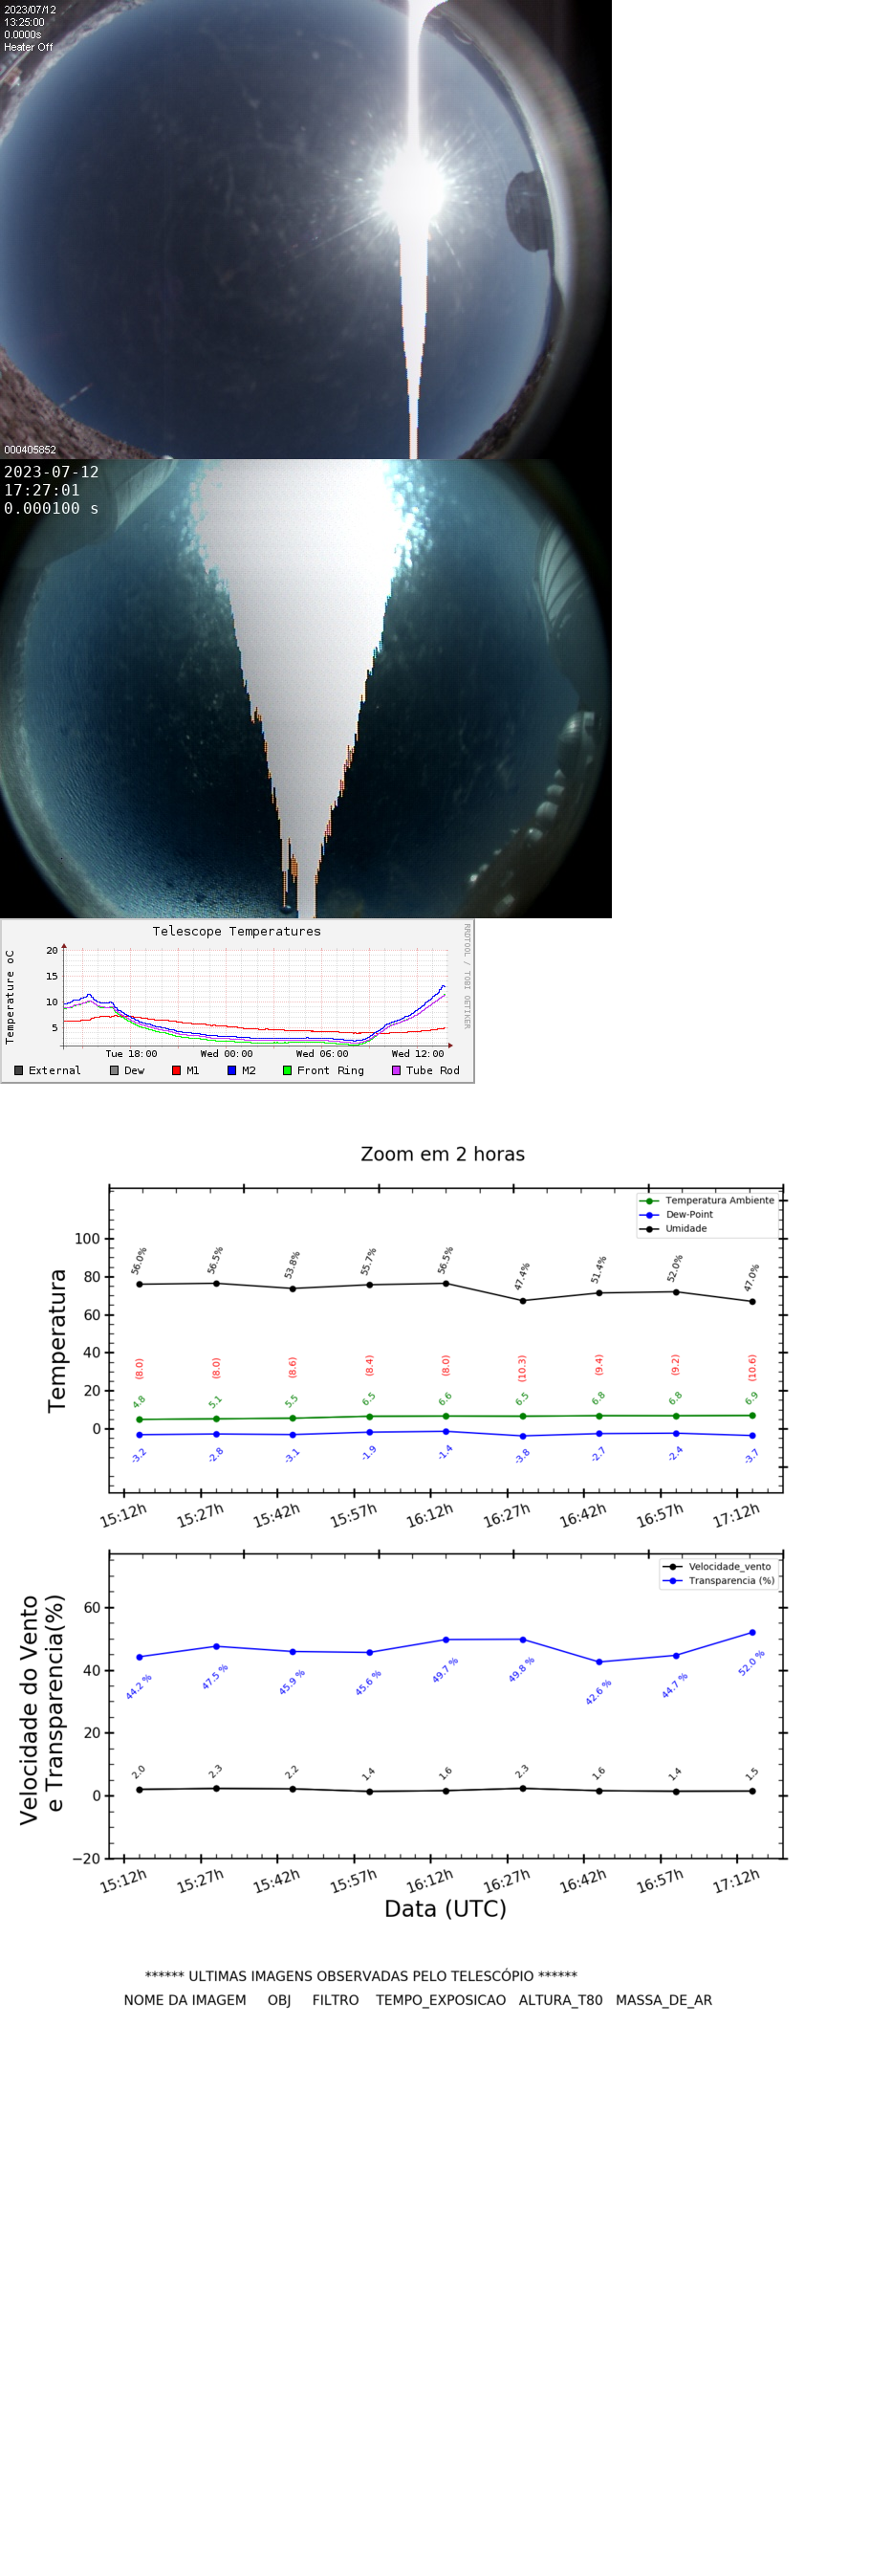 2023/07/12
13:25:00
0.0000s
Heater Off
000405852
2023-07-12
17:27:01
0.000100 s
Telescope Temperatures
RRDTOOL / TOBI OETIKER
Temperature oC
20
15
10
5
Tue 18:00 Wed 00:00 Wed 06:00 Wed 12:00
External Dew M1 M2 Front Ring Tube Rod
Zoom em 2 horas
Temperatura Ambiente
Dew-Point
Umidade
Temperatura
100
80
60
40
20
0
56.0% 56.5% 53.8% 55.7% 56.5% 47.4% 51.4% 52.0% 47.0%
(8.0) (8.0) (8.6) (8.4) (8.0) (10.3) (9.4) (9.2) (10.6)
4.8 5.1 5.5 6.5 6.6 6.5 6.8 6.8 6.9
-3.2 -2.8 -3.1 -1.9 -1.4 -3.8 -2.7 -2.4 -3.7
15:12h 15:27h 15:42h 15:57h 16:12h 16:27h 16:42h 16:57h 17:12h
Velocidade_vento
Transparencia (%)
Velocidade do Vento
e Transparencia(%)
60
40
20
0
−20
44.2 % 47.5 % 45.9 % 45.6 % 49.7 % 49.8 % 42.6 % 44.7 % 52.0 %
2.0 2.3 2.2 1.4 1.6 2.3 1.6 1.4 1.5
15:12h 15:27h 15:42h 15:57h 16:12h 16:27h 16:42h 16:57h 17:12h
Data (UTC)
****** ULTIMAS IMAGENS OBSERVADAS PELO TELESCÓPIO ******
NOME DA IMAGEM OBJ FILTRO TEMPO_EXPOSICAO ALTURA_T80 MASSA_DE_AR